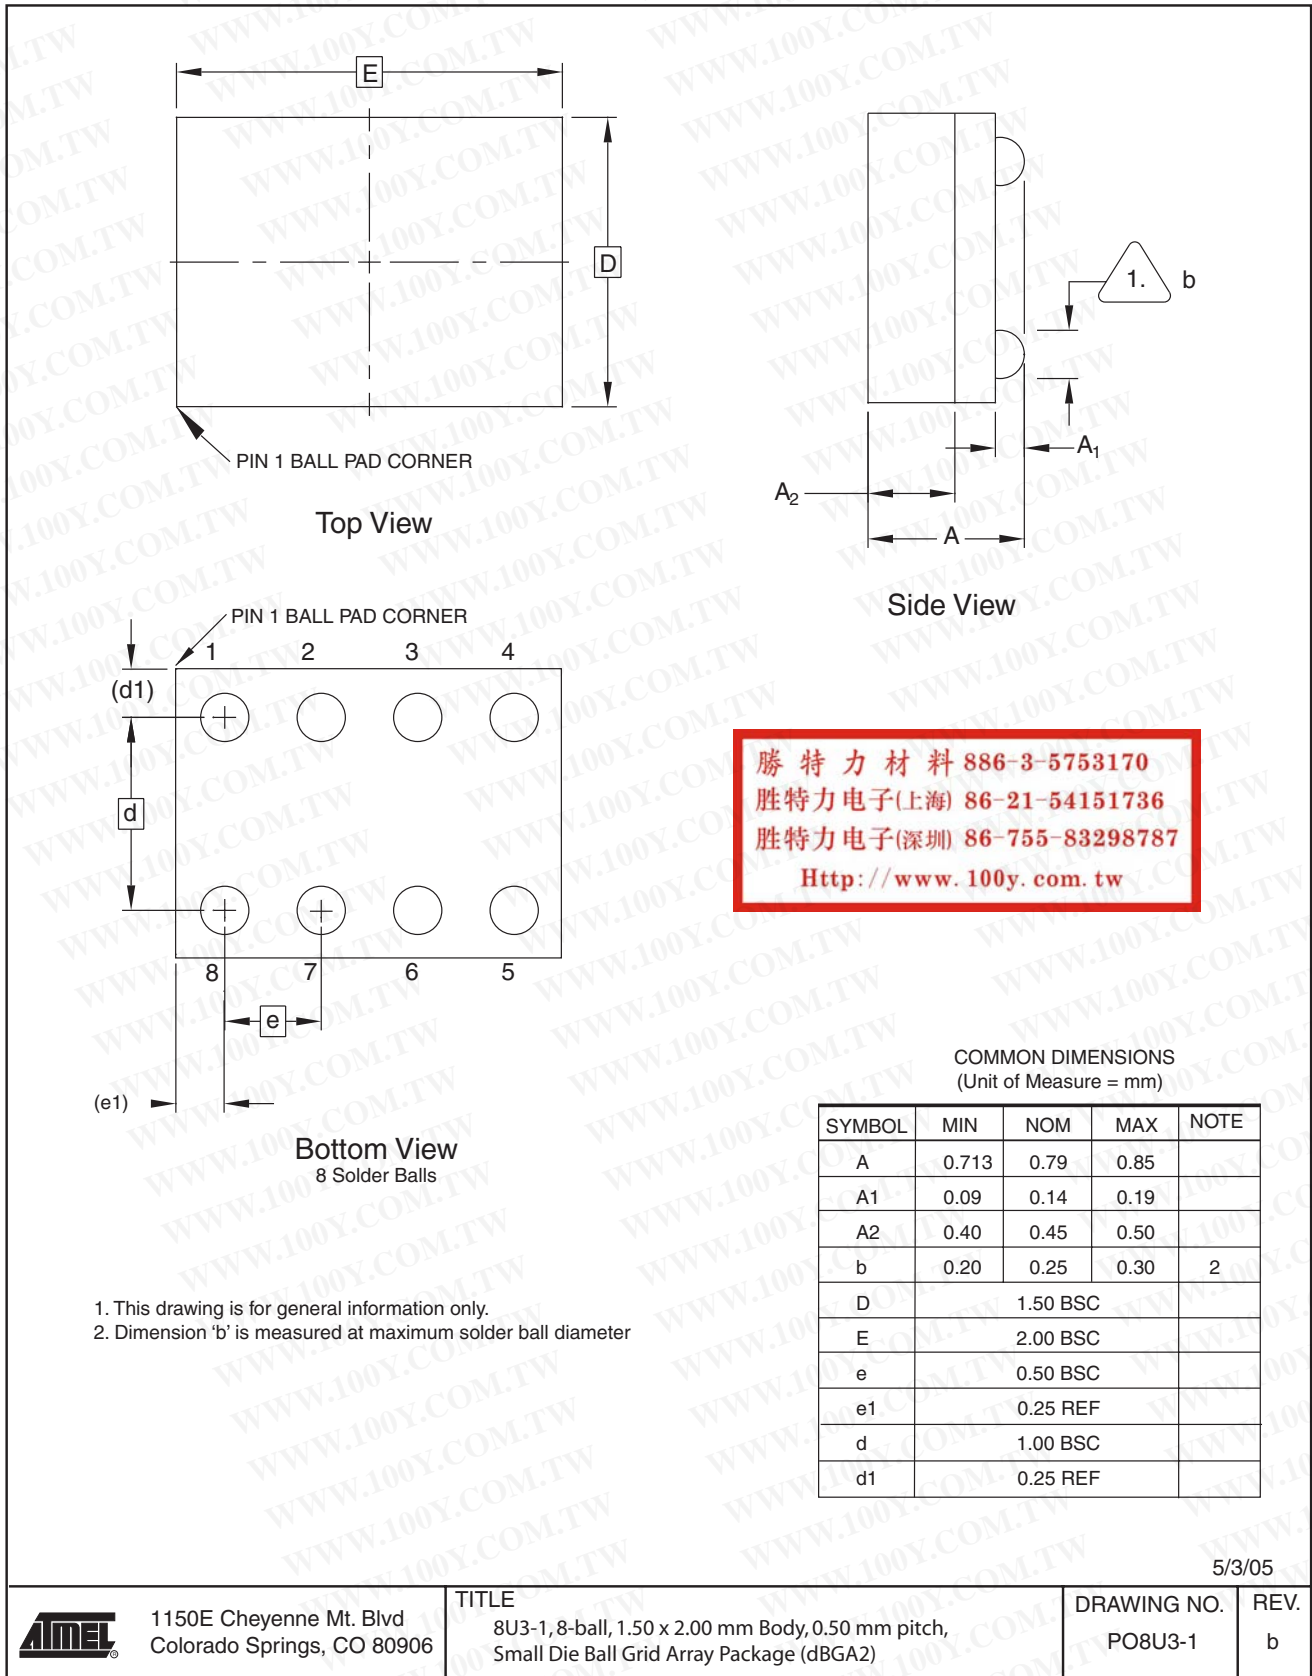 E
D
PIN 1 BALL PAD CORNER
Top View
1. b
A1
A2
A
Side View
PIN 1 BALL PAD CORNER
1 2 3 4
(d1)
d
8 7 6 5
e
(e1)
Bottom View
8 Solder Balls
勝特力材料 886-3-5753170
胜特力电子(上海) 86-21-54151736
胜特力电子(深圳) 86-755-83298787
Http://www.100y.com.tw
COMMON DIMENSIONS
(Unit of Measure = mm)
SYMBOL MIN NOM MAX NOTE
A 0.713 0.79 0.85
A1 0.09 0.14 0.19
A2 0.40 0.45 0.50
b 0.20 0.25 0.30 2
D 1.50 BSC
E 2.00 BSC
e 0.50 BSC
e1 0.25 REF
d 1.00 BSC
d1 0.25 REF
1. This drawing is for general information only.
2. Dimension ‘b’ is measured at maximum solder ball diameter
5/3/05
ATMEL ®
1150E Cheyenne Mt. Blvd
Colorado Springs, CO 80906
TITLE
8U3-1, 8-ball, 1.50 x 2.00 mm Body, 0.50 mm pitch,
Small Die Ball Grid Array Package (dBGA2)
DRAWING NO.
PO8U3-1
REV.
b
WWW.100Y.COM.TW